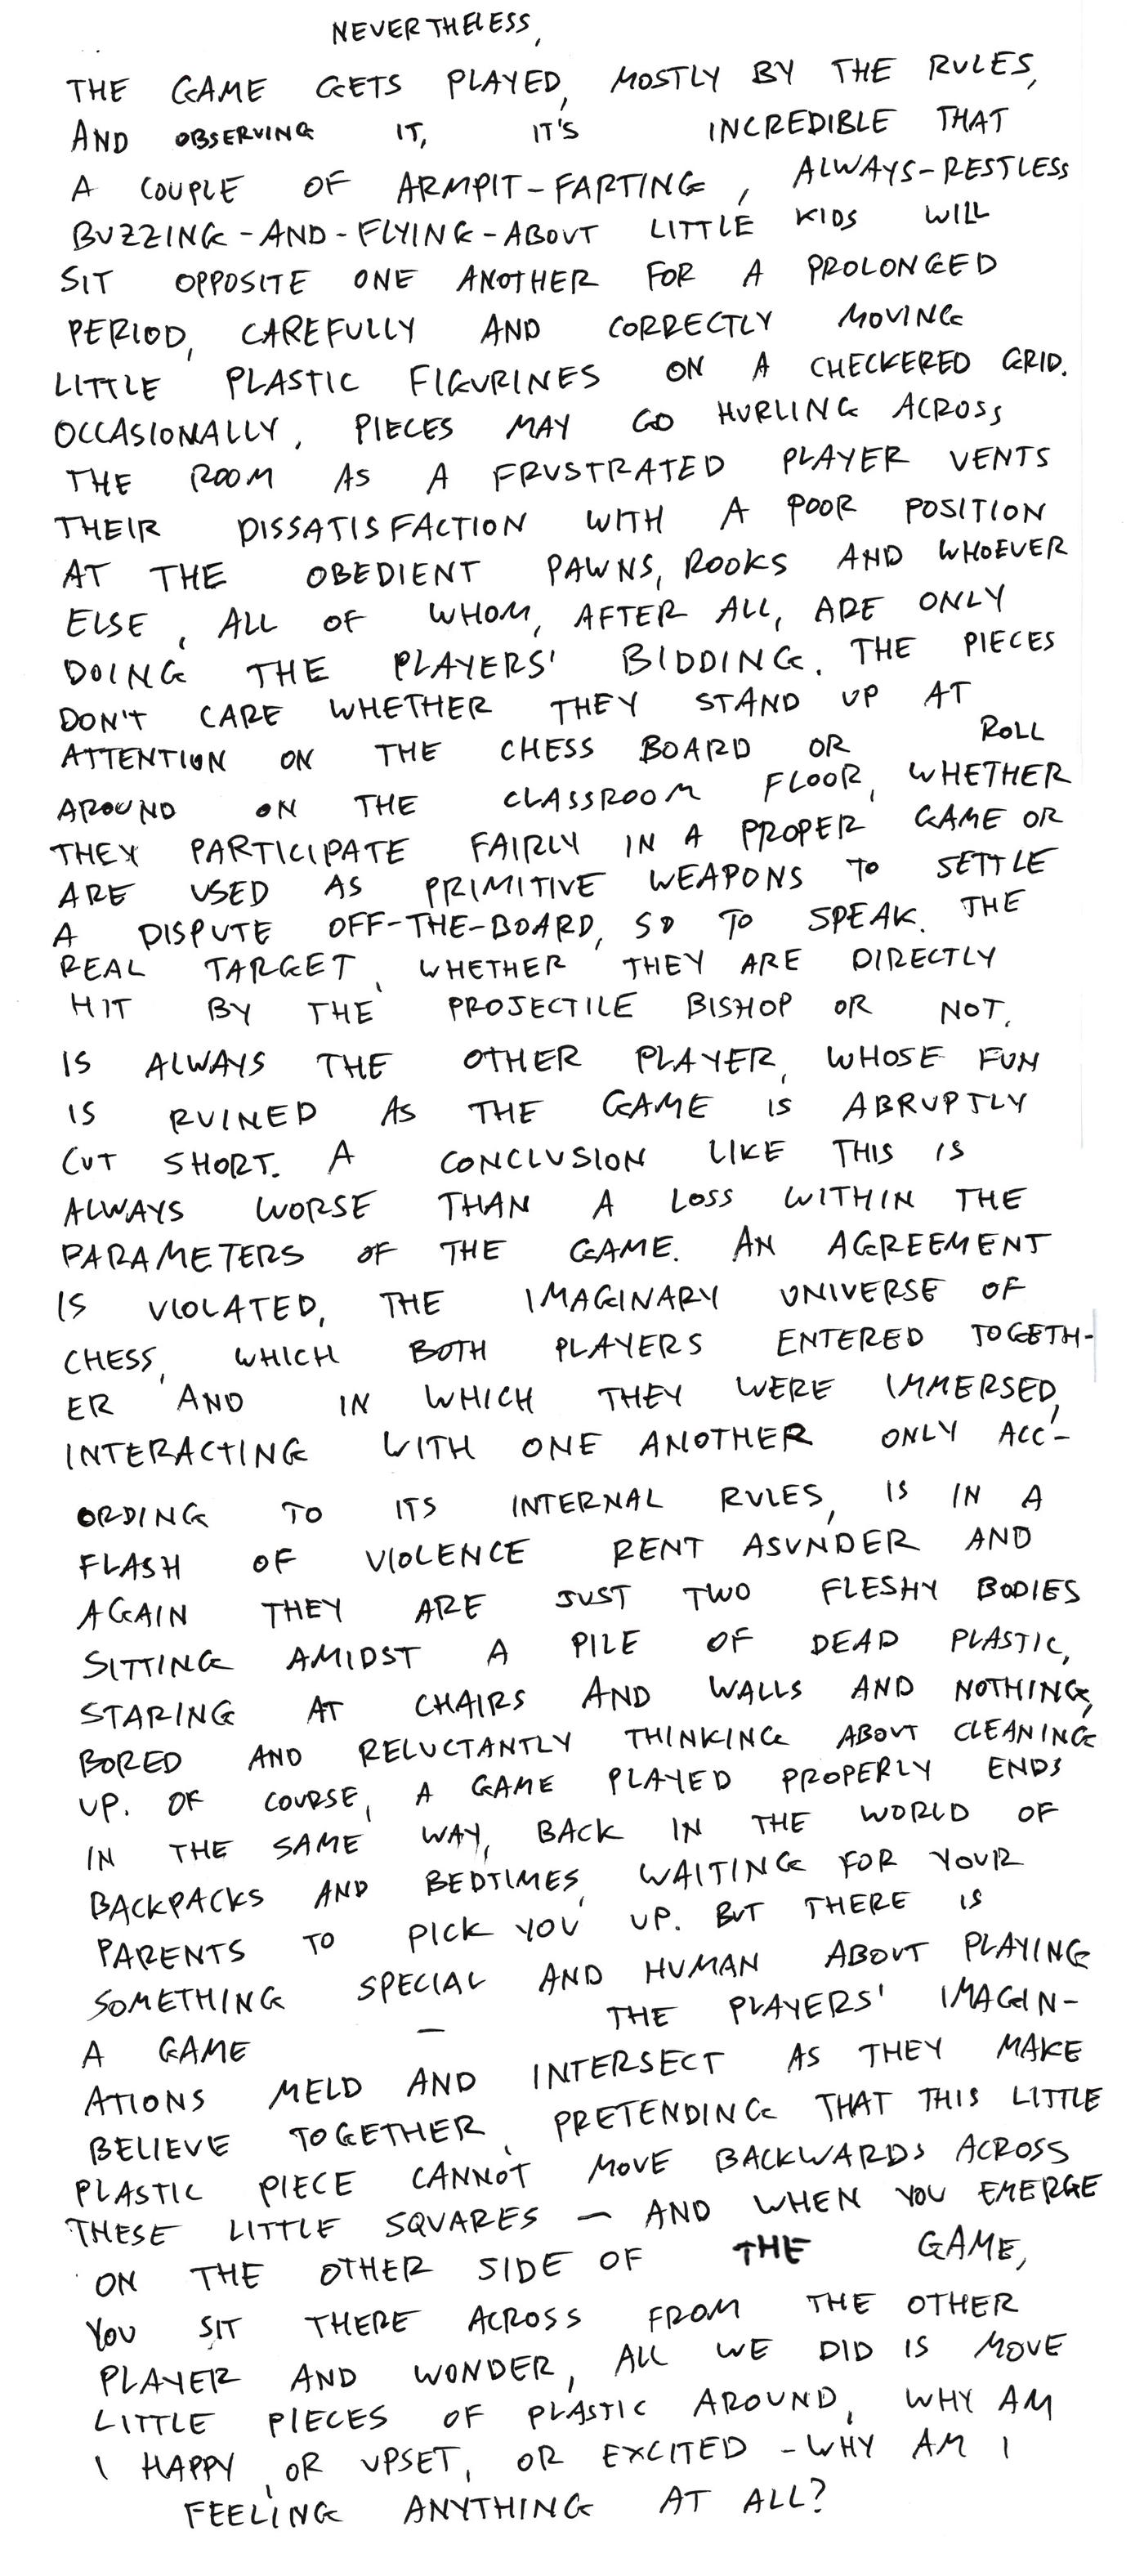 NEVERTHELESS,
THE GAME GETS PLAYED, MOSTLY BY THE RULES,
AND OBSERVING IT, IT'S INCREDIBLE THAT
A COUPLE OF ARMPIT-FARTING, ALWAYS-RESTLESS
BUZZING-AND-FLYING-ABOUT LITTLE KIDS WILL
SIT OPPOSITE ONE ANOTHER FOR A PROLONGED
PERIOD, CAREFULLY AND CORRECTLY MOVING
LITTLE PLASTIC FIGURINES ON A CHECKERED GRID.
OCCASIONALLY, PIECES MAY GO HURLING ACROSS
THE ROOM AS A FRUSTRATED PLAYER VENTS
THEIR DISSATISFACTION WITH A POOR POSITION
AT THE OBEDIENT PAWNS, ROOKS AND WHOEVER
ELSE, ALL OF WHOM, AFTER ALL, ARE ONLY
DOING THE PLAYERS' BIDDING. THE PIECES
DON'T CARE WHETHER THEY STAND UP AT
ATTENTION ON THE CHESS BOARD OR ROLL
AROUND ON THE CLASSROOM FLOOR, WHETHER
THEY PARTICIPATE FAIRLY IN A PROPER GAME OR
ARE USED AS PRIMITIVE WEAPONS TO SETTLE
A DISPUTE OFF-THE-BOARD, SO TO SPEAK. THE
REAL TARGET, WHETHER THEY ARE DIRECTLY
HIT BY THE PROJECTILE BISHOP OR NOT,
IS ALWAYS THE OTHER PLAYER, WHOSE FUN
IS RUINED AS THE GAME IS ABRUPTLY
CUT SHORT. A CONCLUSION LIKE THIS IS
ALWAYS WORSE THAN A LOSS WITHIN THE
PARAMETERS OF THE GAME. AN AGREEMENT
IS VIOLATED, THE IMAGINARY UNIVERSE OF
CHESS, WHICH BOTH PLAYERS ENTERED TOGETH-
ER AND IN WHICH THEY WERE IMMERSED,
INTERACTING WITH ONE ANOTHER ONLY ACC-
ORDING TO ITS INTERNAL RULES, IS IN A
FLASH OF VIOLENCE RENT ASUNDER AND
AGAIN THEY ARE JUST TWO FLESHY BODIES
SITTING AMIDST A PILE OF DEAD PLASTIC,
STARING AT CHAIRS AND WALLS AND NOTHING,
BORED AND RELUCTANTLY THINKING ABOUT CLEANING
UP. OF COURSE, A GAME PLAYED PROPERLY ENDS
IN THE SAME WAY, BACK IN THE WORLD OF
BACKPACKS AND BEDTIMES, WAITING FOR YOUR
PARENTS TO PICK YOU UP. BUT THERE IS
SOMETHING SPECIAL AND HUMAN ABOUT PLAYING
A GAME — THE PLAYERS' IMAGIN-
ATIONS MELD AND INTERSECT AS THEY MAKE
BELIEVE TOGETHER, PRETENDING THAT THIS LITTLE
PLASTIC PIECE CANNOT MOVE BACKWARDS ACROSS
THESE LITTLE SQUARES — AND WHEN YOU EMERGE
ON THE OTHER SIDE OF THE GAME,
YOU SIT THERE ACROSS FROM THE OTHER
PLAYER AND WONDER, ALL WE DID IS MOVE
LITTLE PIECES OF PLASTIC AROUND, WHY AM
I HAPPY, OR UPSET, OR EXCITED - WHY AM I
FEELING ANYTHING AT ALL?